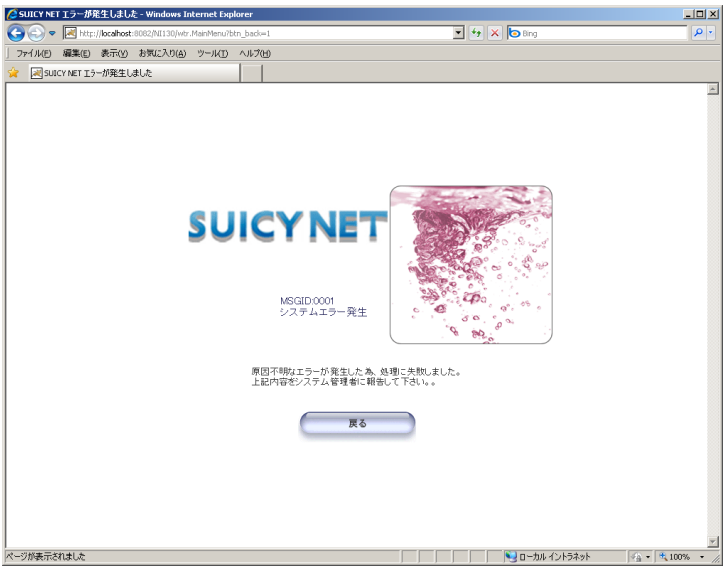 SUICY NET エラーが発生しました - Windows Internet Explorer
http://localhost:8082/NI130/wtr.MainMenu?btn_back=1
Bing
ファイル(F) 編集(E) 表示(V) お気に入り(A) ツール(T) ヘルプ(H)
SUICY NET エラーが発生しました
SUICY NET
MSGID:0001
システムエラー発生
原因不明なエラーが発生した為、処理に失敗しました。
上記内容をシステム管理者に報告して下さい。。
戻る
ページが表示されました
ローカル イントラネット
100%